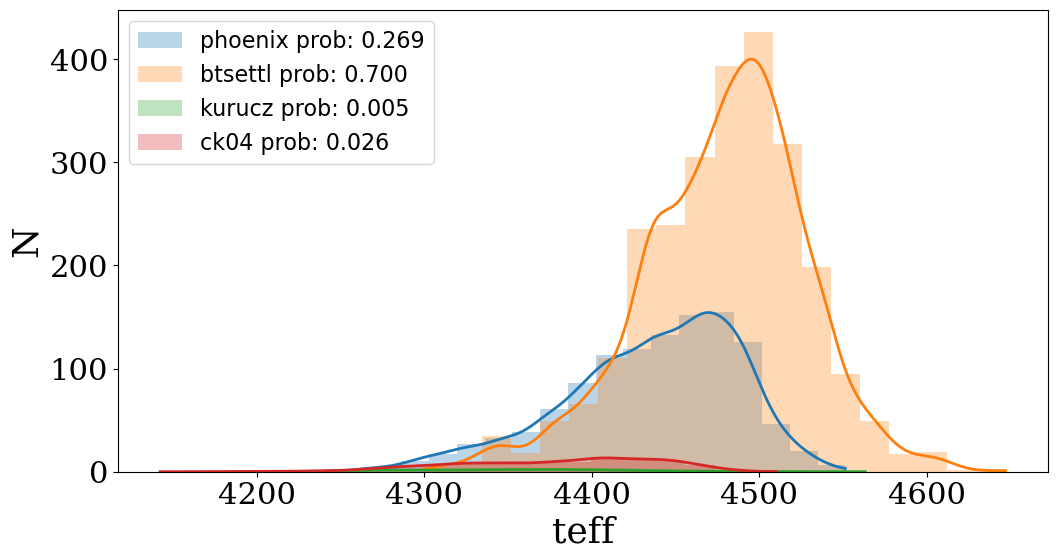 phoenix prob: 0.269
btsettl prob: 0.700
kurucz prob: 0.005
ck04 prob: 0.026
400
300
200
100
0
N
4200 4300 4400 4500 4600
teff